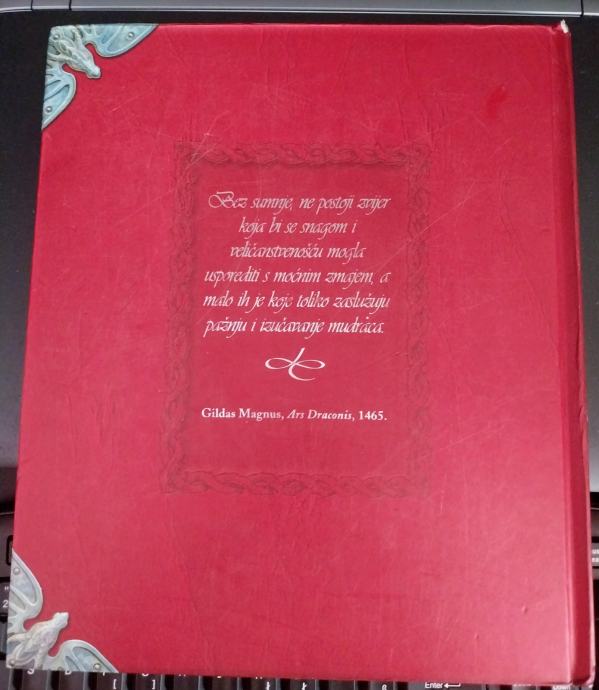 Bez sumnje, ne postoji zvijer
koja bi se snagom i
veličanstvenošću mogla
usporediti s moćnim zmajem, a
malo ih je koje toliko zaslužuju
pažnju i izučavanje mudraca.
Gildas Magnus, Ars Draconis, 1465.
Enter